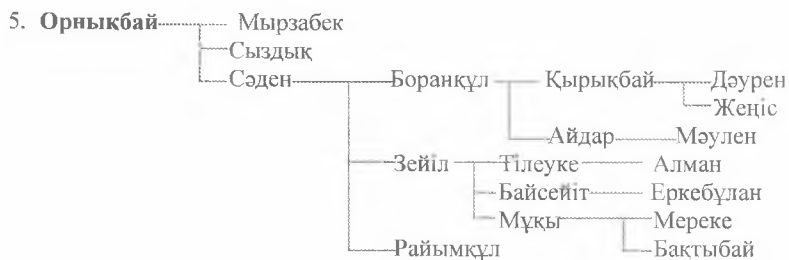 5. Орнықбай Мырзабек
Сыздық
Сәден Боранқұл Қырықбай Дәурен
Жеңіс
Айдар Мәулен
Зейіл Тілеуке Алман
Байсейіт Еркебұлан
Мұқы Мереке
Райымқұл Бақтыбай